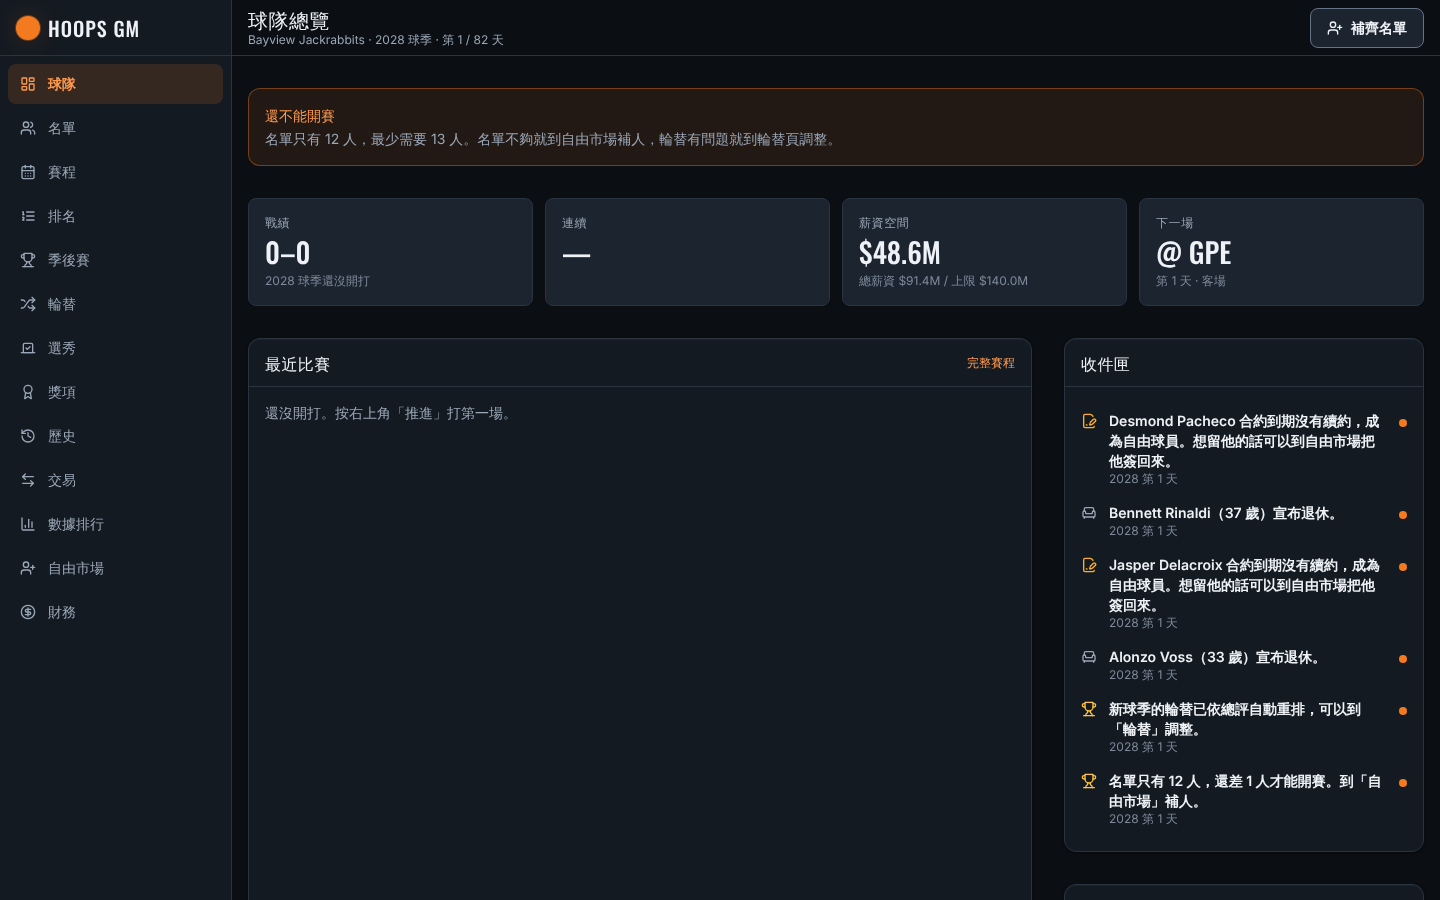 HOOPS GM
球隊
名單
賽程
排名
季後賽
輪替
選秀
獎項
歷史
交易
數據排行
自由市場
財務
球隊總覽
Bayview Jackrabbits · 2028 球季 · 第 1 / 82 天
補齊名單
還不能開賽
名單只有 12 人，最少需要 13 人。名單不夠就到自由市場補人，輪替有問題就到輪替頁調整。
戰績
0–0
2028 球季還沒開打
連續
—
薪資空間
$48.6M
總薪資 $91.4M / 上限 $140.0M
下一場
@ GPE
第 1 天 · 客場
最近比賽
完整賽程
還沒開打。按右上角「推進」打第一場。
收件匣
Desmond Pacheco 合約到期沒有續約，成
為自由球員。想留他的話可以到自由市場把
他簽回來。
2028 第 1 天
Bennett Rinaldi（37 歲）宣布退休。
2028 第 1 天
Jasper Delacroix 合約到期沒有續約，成為
自由球員。想留他的話可以到自由市場把他
簽回來。
2028 第 1 天
Alonzo Voss（33 歲）宣布退休。
2028 第 1 天
新球季的輪替已依總評自動重排，可以到
「輪替」調整。
2028 第 1 天
名單只有 12 人，還差 1 人才能開賽。到「自
由市場」補人。
2028 第 1 天